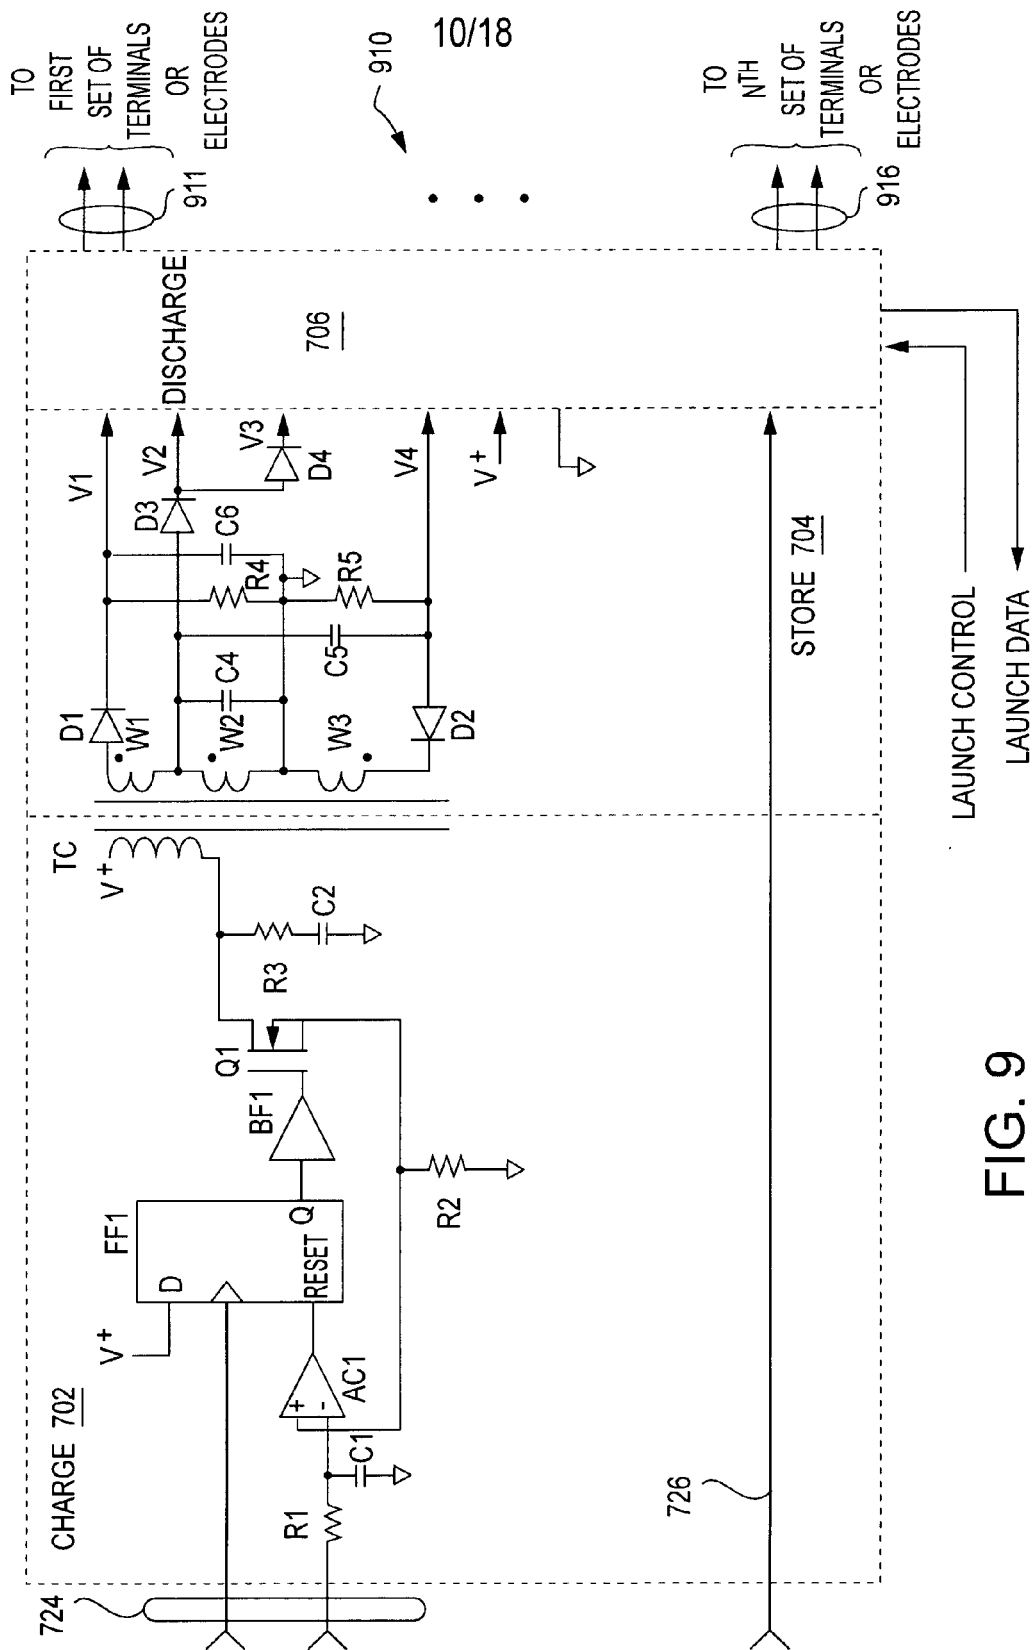 10/18
910
TO
FIRST
SET OF
TERMINALS
OR
ELECTRODES
911
TO
NTH
SET OF
TERMINALS
OR
ELECTRODES
916
DISCHARGE
706
V1
V2
V3
V4
V+
D1
D3
D4
D2
C6
R4
R5
C4
C5
W1
W2
W3
STORE 704
LAUNCH CONTROL
LAUNCH DATA
TC
V+
C2
R3
Q1
BF1
R2
FF1
D
Q
RESET
V+
AC1
+
-
C1
R1
CHARGE 702
724
726
FIG. 9